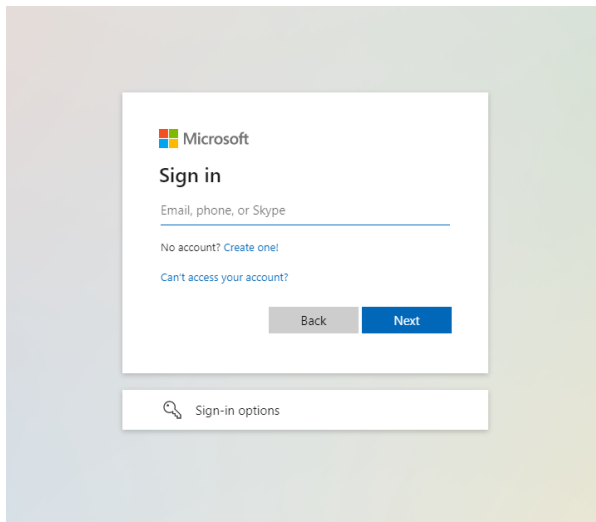 Microsoft
Sign in
Email, phone, or Skype
No account? Create one!
Can't access your account?
Back Next
Sign-in options